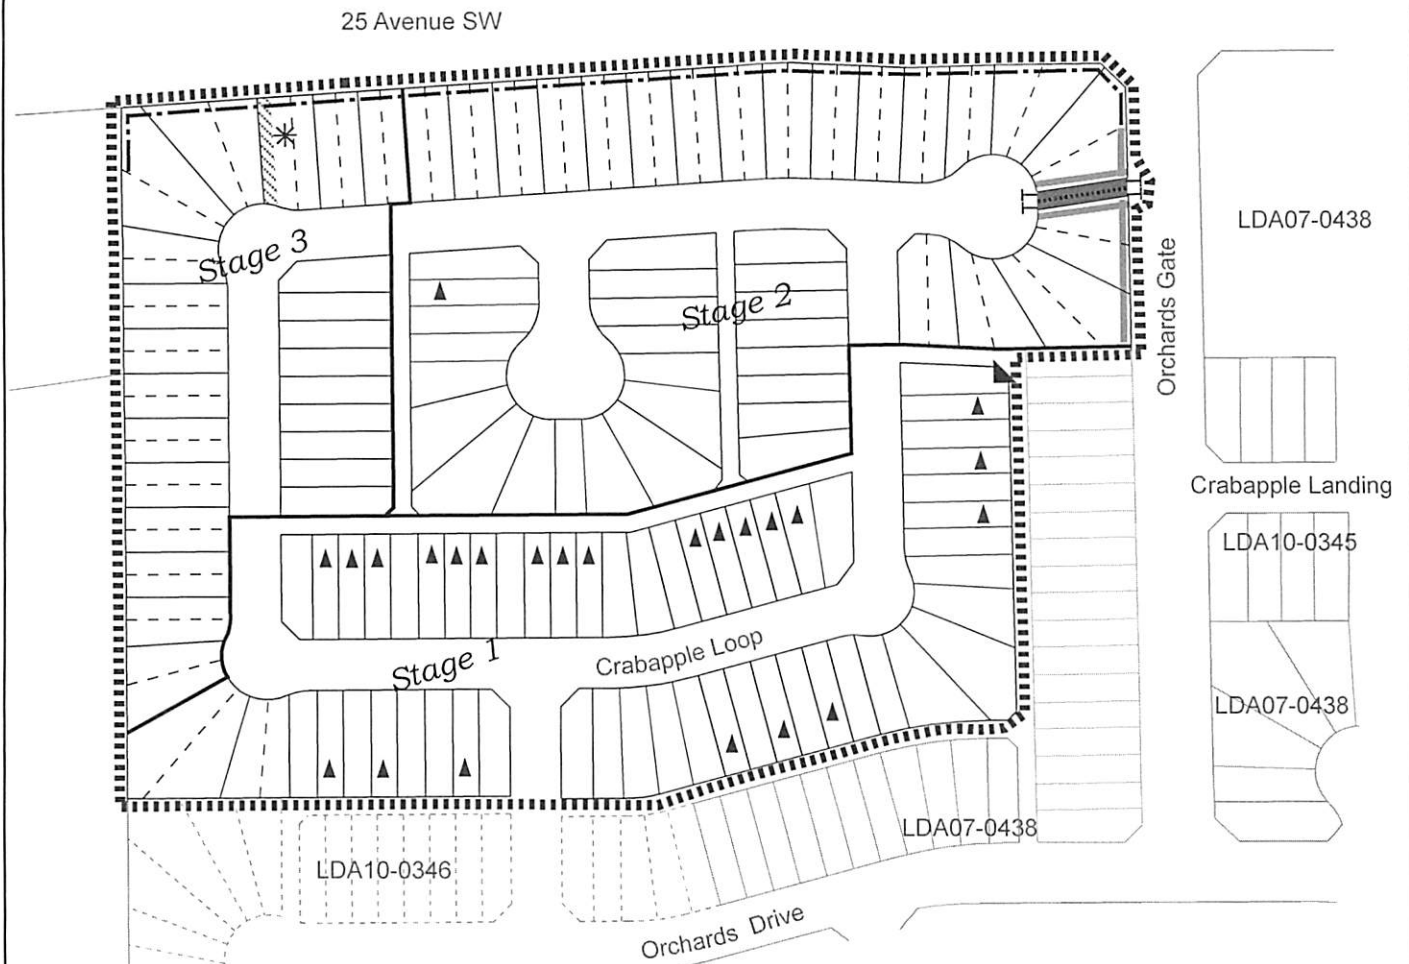 25 Avenue SW
LDA07-0438
Stage 3
Stage 2
Orchards Gate
Crabapple Landing
LDA10-0345
Stage 1
Crabapple Loop
LDA07-0438
LDA07-0438
LDA10-0346
Orchards Drive